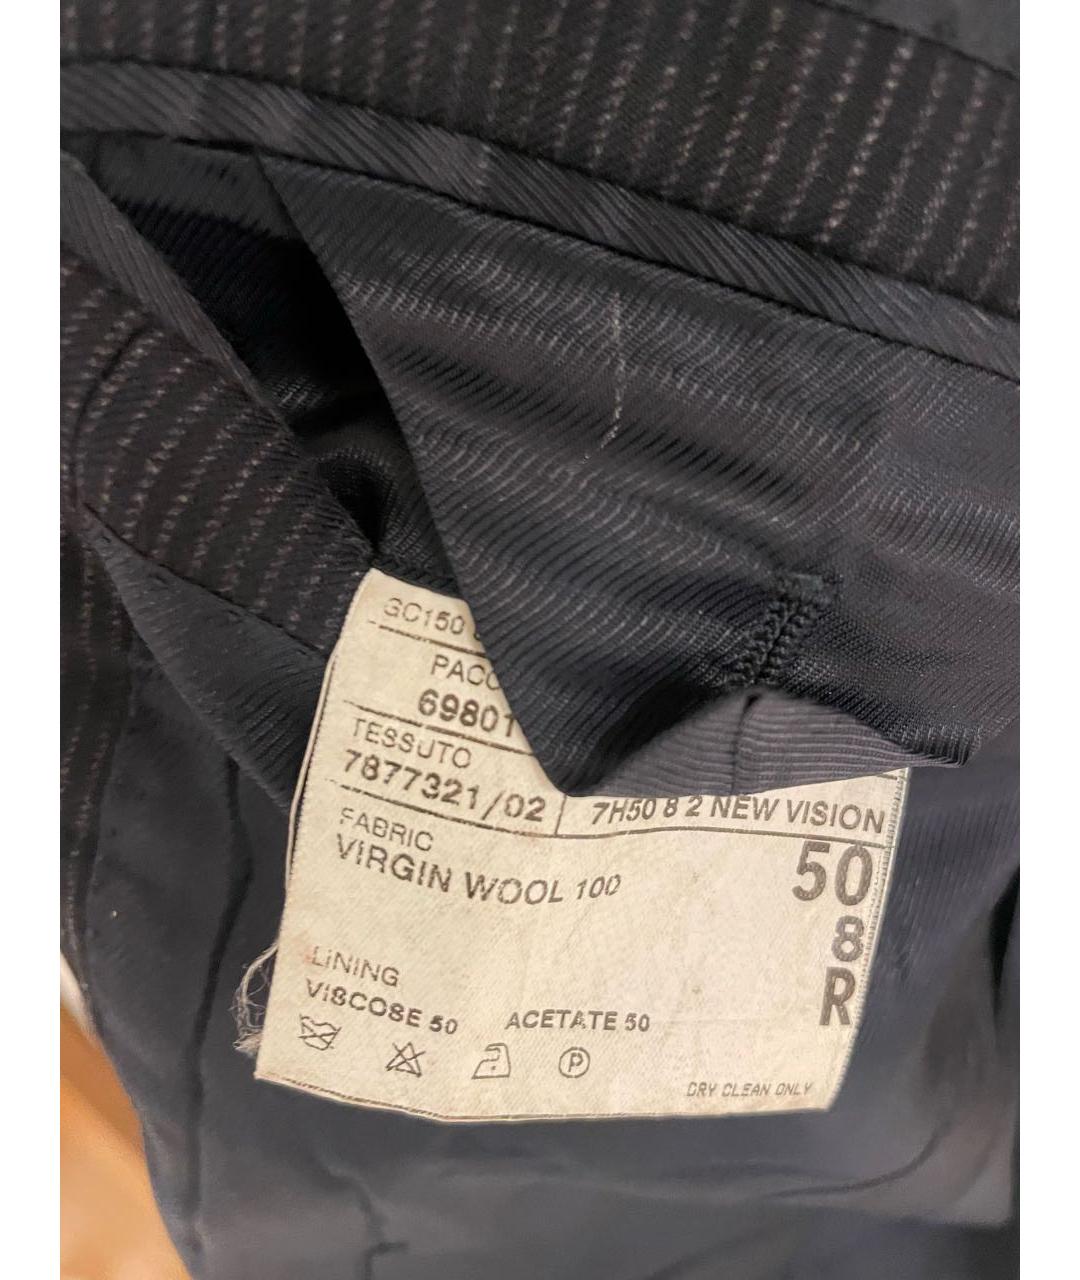 GC150
PACC
69801
TESSUTO
7877321/02
7H50 8 2 NEW VISION
FABRIC
VIRGIN WOOL 100
50
8
R
LINING
VISCOSE 50 ACETATE 50
P
DRY CLEAN ONLY